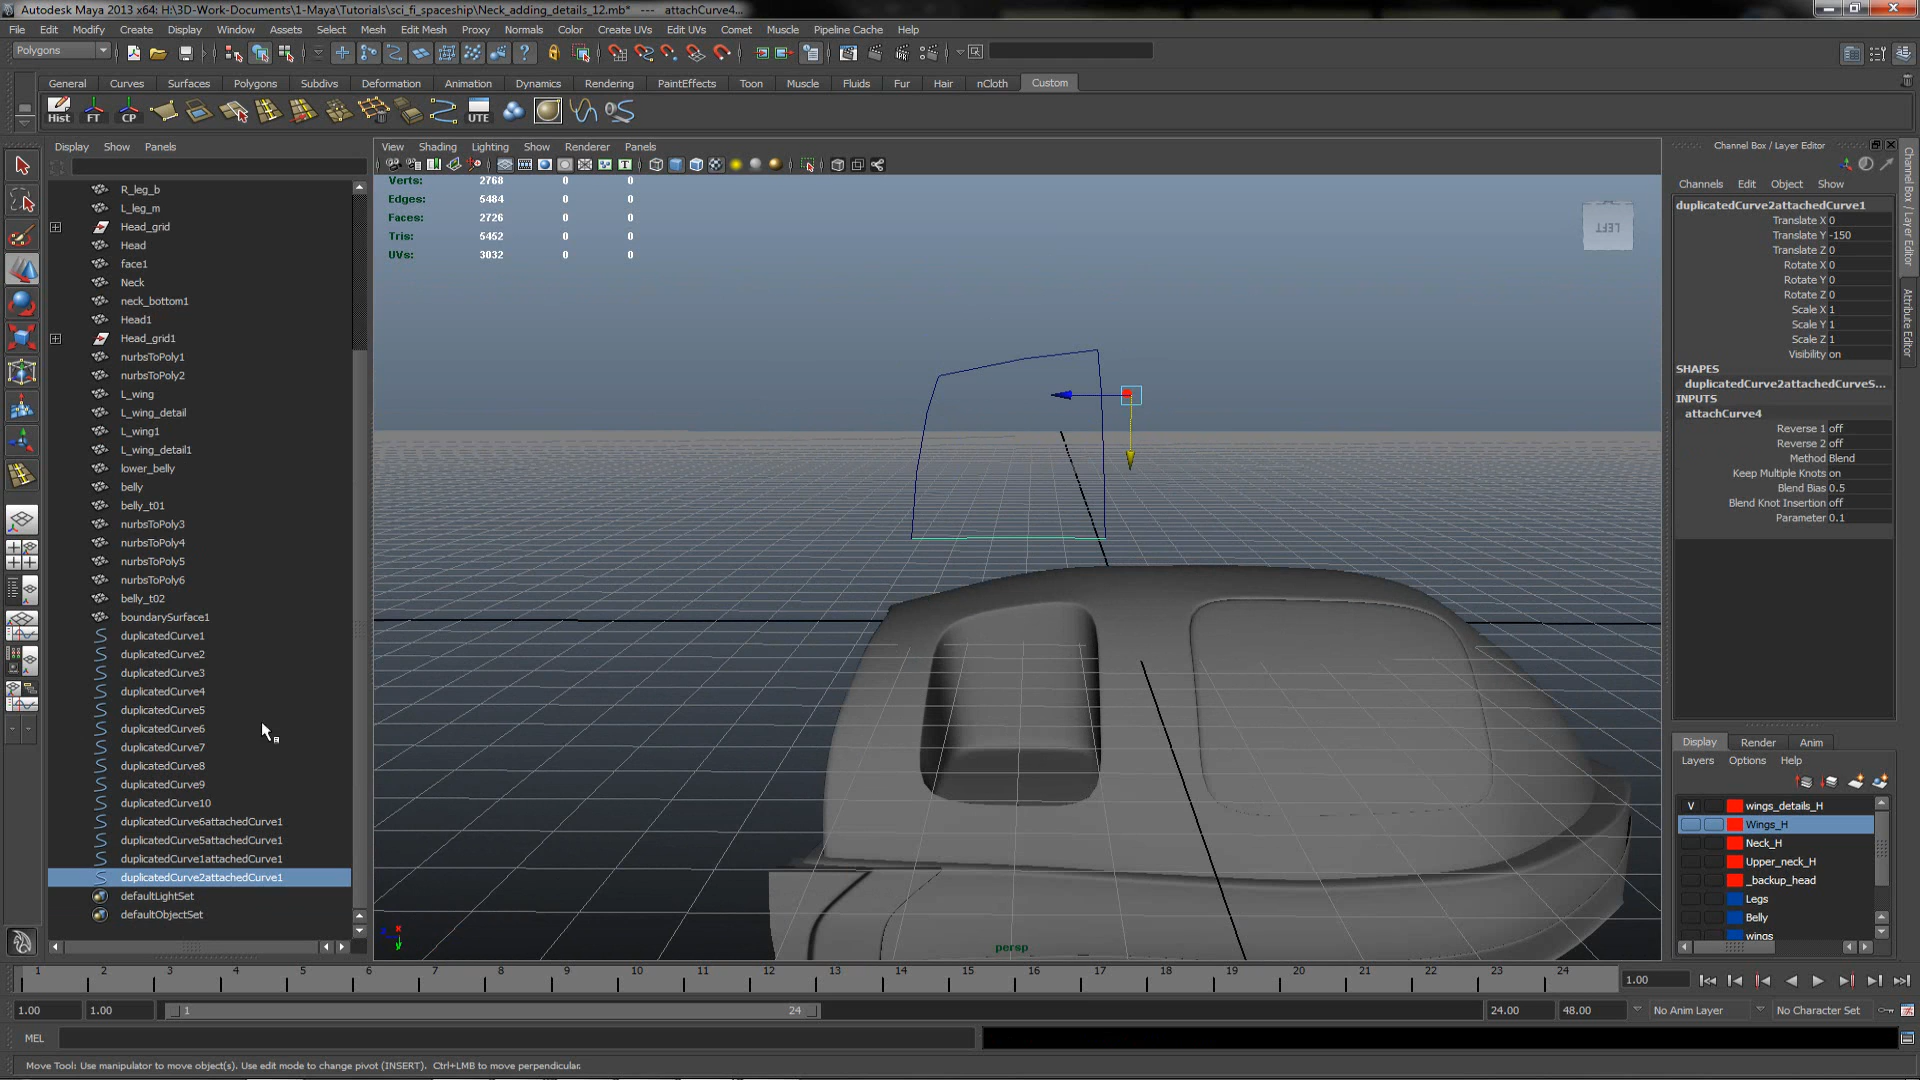 Autodesk Maya 2013 x64: H:\3D-Work-Documents\1-Maya\Tutorials\sci_fi_spaceship\Neck_adding_details_12.mb* --- attachCurve4...
File Edit Modify Create Display Window Assets Select Mesh Edit Mesh Proxy Normals Color Create UVs Edit UVs Comet Muscle Pipeline Cache Help
Polygons
General Curves Surfaces Polygons Subdivs Deformation Animation Dynamics Rendering PaintEffects Toon Muscle Fluids Fur Hair nCloth Custom
Hist FT CP UTE
Display Show Panels
View Shading Lighting Show Renderer Panels
R_leg_b
L_leg_m
Head_grid
Head
face1
Neck
neck_bottom1
Head1
Head_grid1
nurbsToPoly1
nurbsToPoly2
L_wing
L_wing_detail
L_wing1
L_wing_detail1
lower_belly
belly
belly_t01
nurbsToPoly3
nurbsToPoly4
nurbsToPoly5
nurbsToPoly6
belly_t02
boundarySurface1
duplicatedCurve1
duplicatedCurve2
duplicatedCurve3
duplicatedCurve4
duplicatedCurve5
duplicatedCurve6
duplicatedCurve7
duplicatedCurve8
duplicatedCurve9
duplicatedCurve10
duplicatedCurve6attachedCurve1
duplicatedCurve5attachedCurve1
duplicatedCurve1attachedCurve1
duplicatedCurve2attachedCurve1
defaultLightSet
defaultObjectSet
Verts: 2768 0 0
Edges: 5484 0 0
Faces: 2726 0 0
Tris: 5452 0 0
UVs: 3032 0 0
LEFT
persp
x
y
Channel Box / Layer Editor
Channels Edit Object Show
duplicatedCurve2attachedCurve1
Translate X 0
Translate Y -150
Translate Z 0
Rotate X 0
Rotate Y 0
Rotate Z 0
Scale X 1
Scale Y 1
Scale Z 1
Visibility on
SHAPES
duplicatedCurve2attachedCurveS...
INPUTS
attachCurve4
Reverse 1 off
Reverse 2 off
Method Blend
Keep Multiple Knots on
Blend Bias 0.5
Blend Knot Insertion off
Parameter 0.1
Channel Box / Layer Editor
Attribute Editor
Display Render Anim
Layers Options Help
V wings_details_H
Wings_H
Neck_H
Upper_neck_H
_backup_head
Legs
Belly
wings
1 2 3 4 5 6 7 8 9 10 11 12 13 14 15 16 17 18 19 20 21 22 23 24 1.00
1.00 1.00 1 24 24.00 48.00 No Anim Layer No Character Set
MEL
Move Tool: Use manipulator to move object(s). Use edit mode to change pivot (INSERT). Ctrl+LMB to move perpendicular.